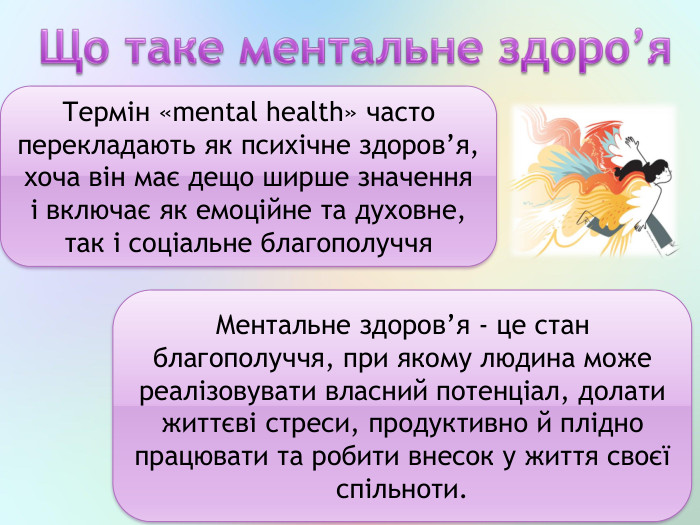 Що таке ментальне здоро’я
Термін «mental health» часто
перекладають як психічне здоров’я,
хоча він має дещо ширше значення
і включає як емоційне та духовне,
так і соціальне благополуччя
Ментальне здоров’я - це стан
благополуччя, при якому людина може
реалізовувати власний потенціал, долати
життєві стреси, продуктивно й плідно
працювати та робити внесок у життя своєї
спільноти.